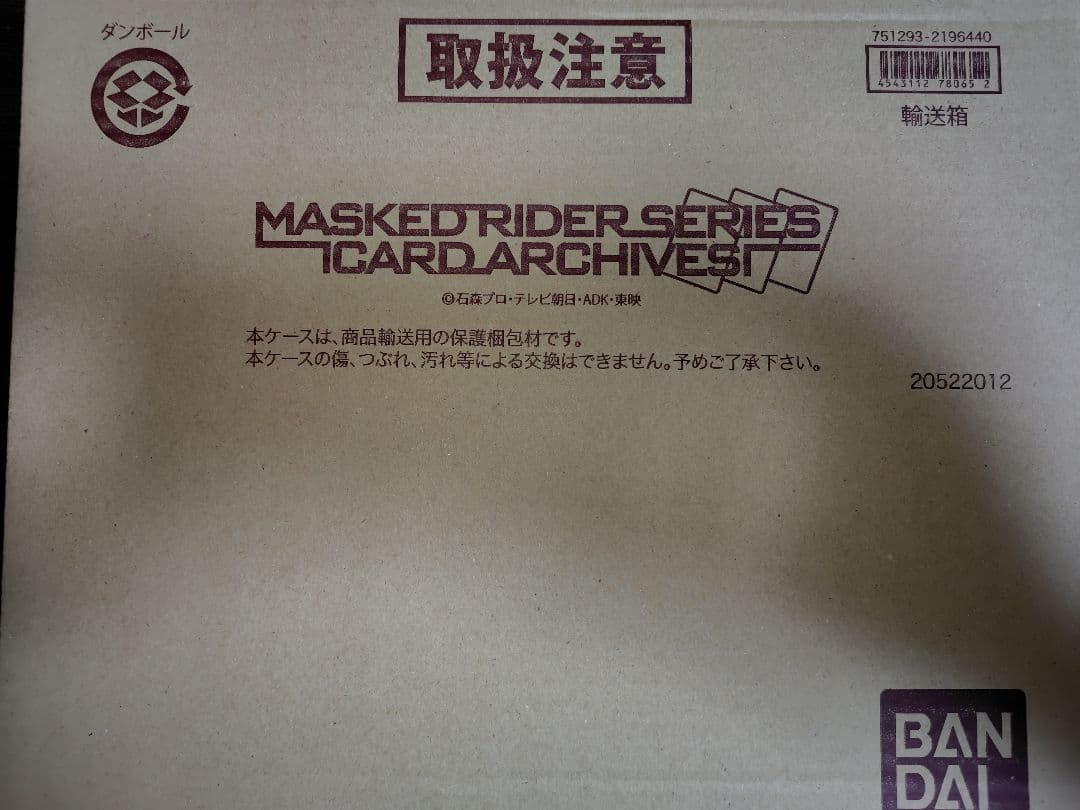 ダンボール
取扱注意
751293-2196440
4543112 78065 2
輸送箱
MASKED RIDER SERIES
CARD ARCHIVES
©石森プロ・テレビ朝日・ADK・東映
本ケースは、商品輸送用の保護梱包材です。
本ケースの傷、つぶれ、汚れ等による交換はできません。予めご了承下さい。
20522012
BAN
DAI